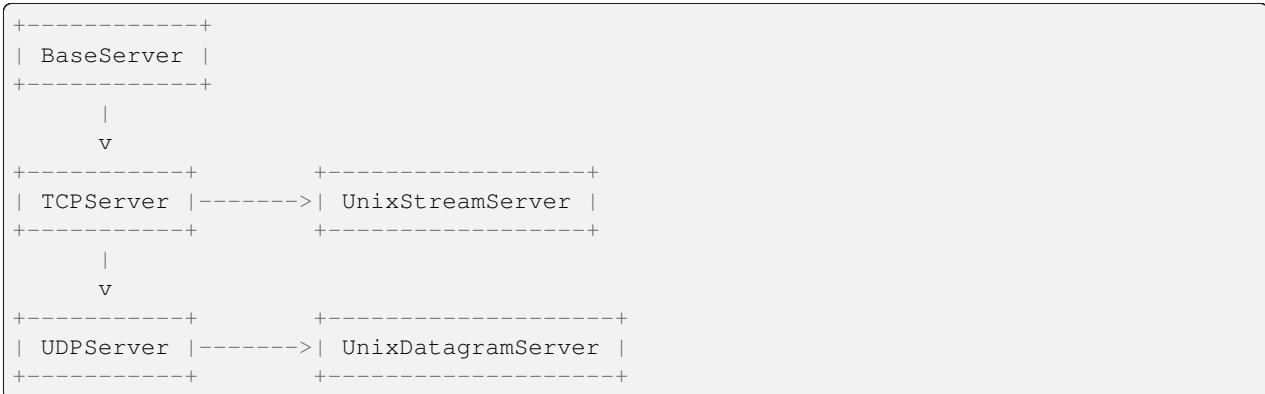 +------------+
| BaseServer |
+------------+
      |
      v
+-----------+        +------------------+
| TCPServer |------->| UnixStreamServer |
+-----------+        +------------------+
      |
      v
+-----------+        +--------------------+
| UDPServer |------->| UnixDatagramServer |
+-----------+        +--------------------+